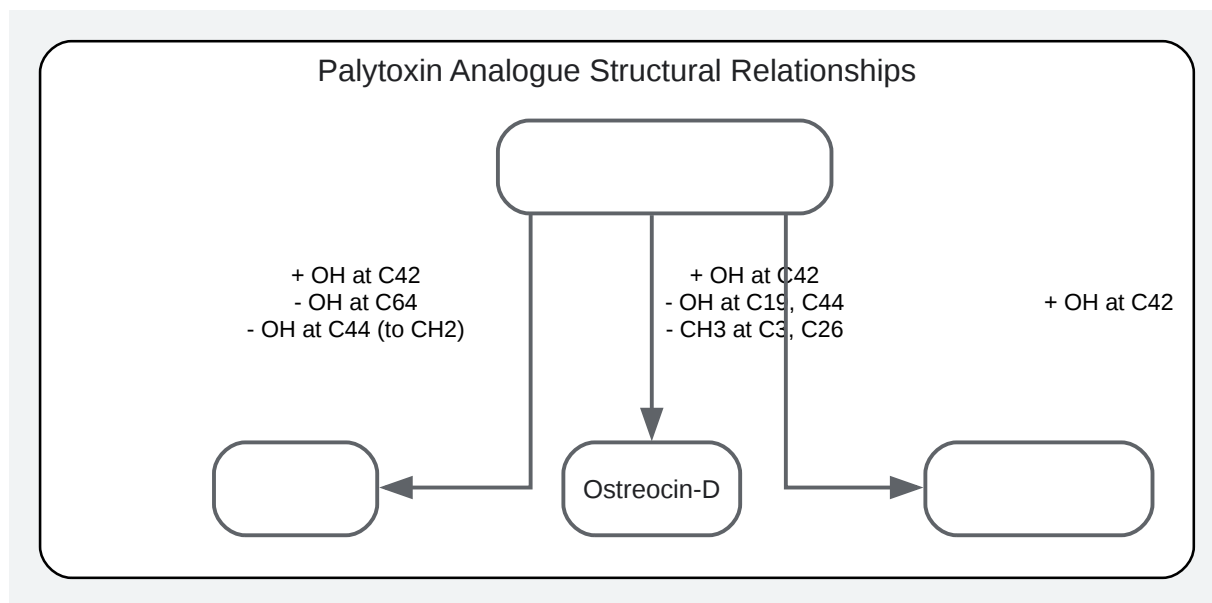 Palytoxin Analogue Structural Relationships
+ OH at C42
- OH at C64
- OH at C44 (to CH2)
+ OH at C42
- OH at C19, C44
- CH3 at C3, C26
+ OH at C42
Ostreocin-D